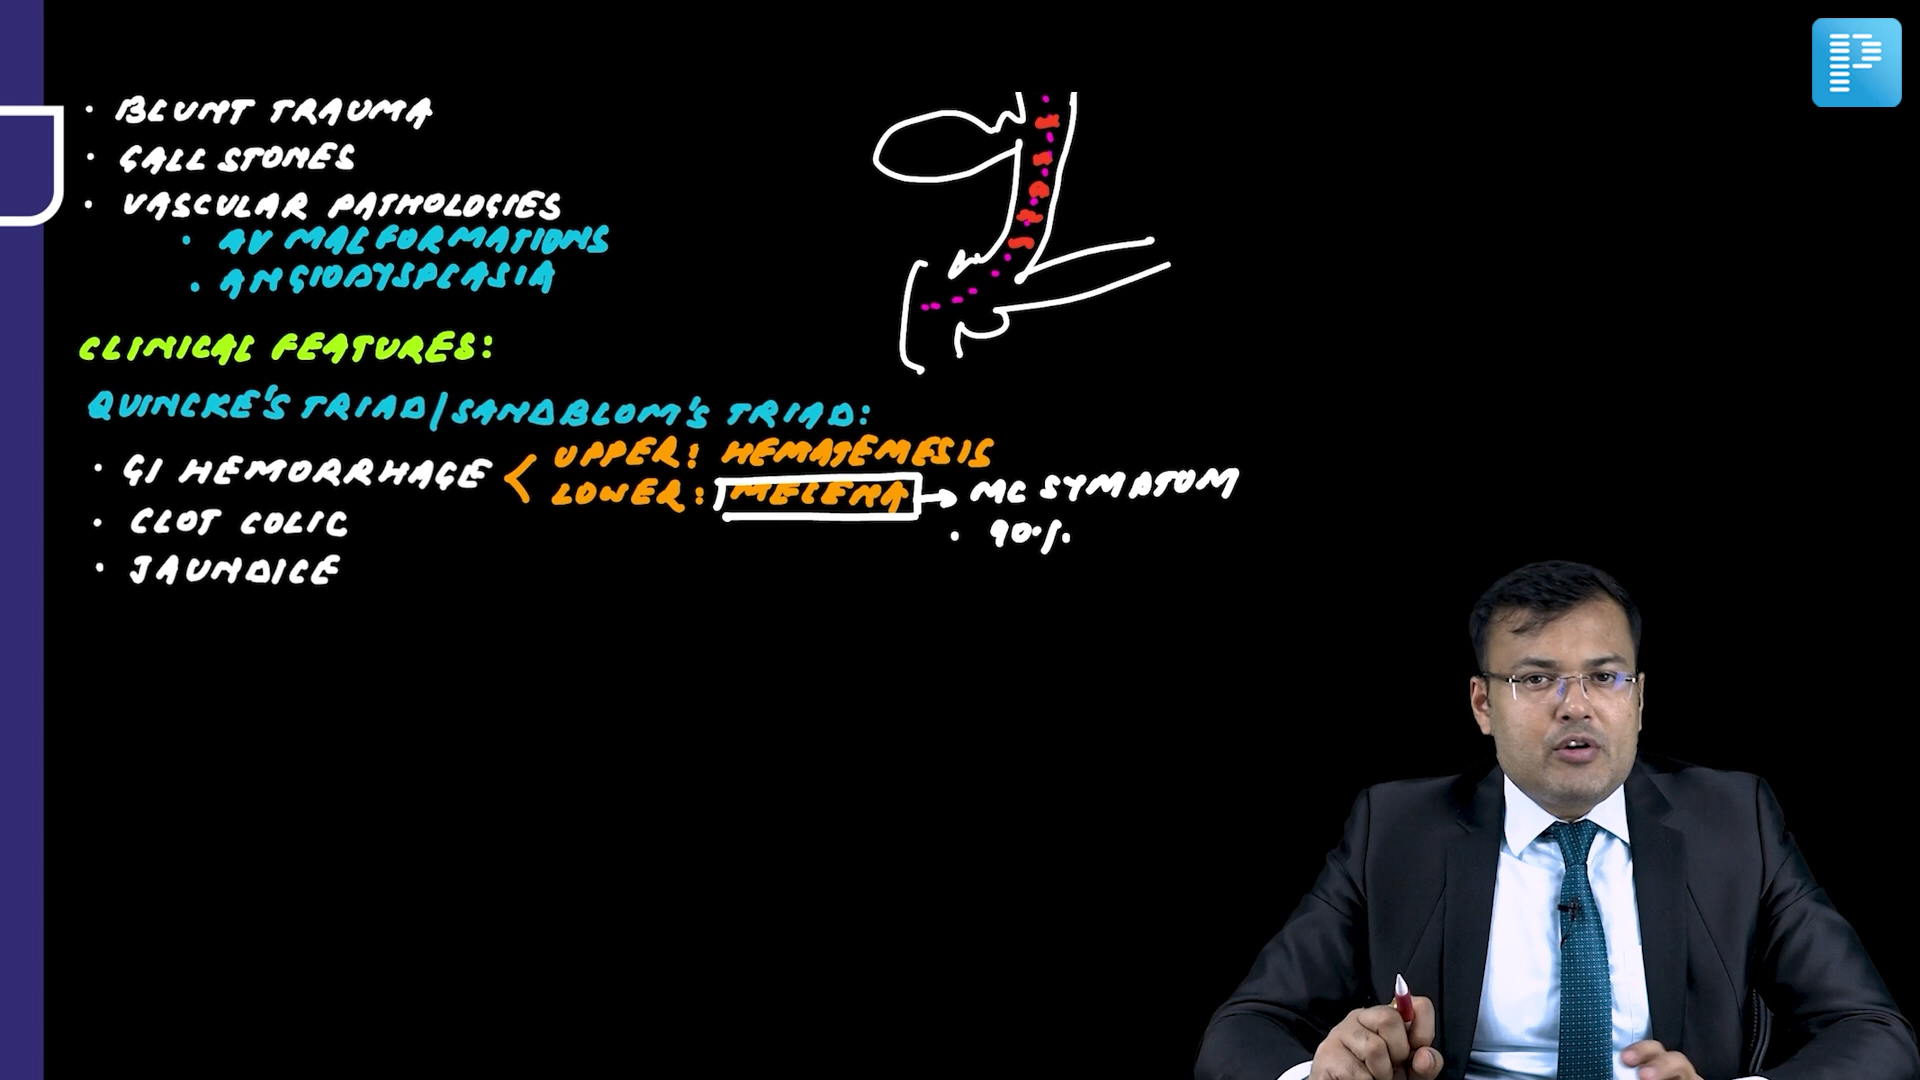 • BLUNT TRAUMA
• GALL STONES
• VASCULAR PATHOLOGIES
• AV MALFORMATIONS
• ANGIODYSPLASIA
CLINICAL FEATURES:
QUINCKE'S TRIAD/SANDBLOM'S TRIAD:
• GI HEMORRHAGE < UPPER: HEMATEMESIS
LOWER: MELENA → MC SYMPTOM
• 90%
• CLOT COLIC
• JAUNDICE